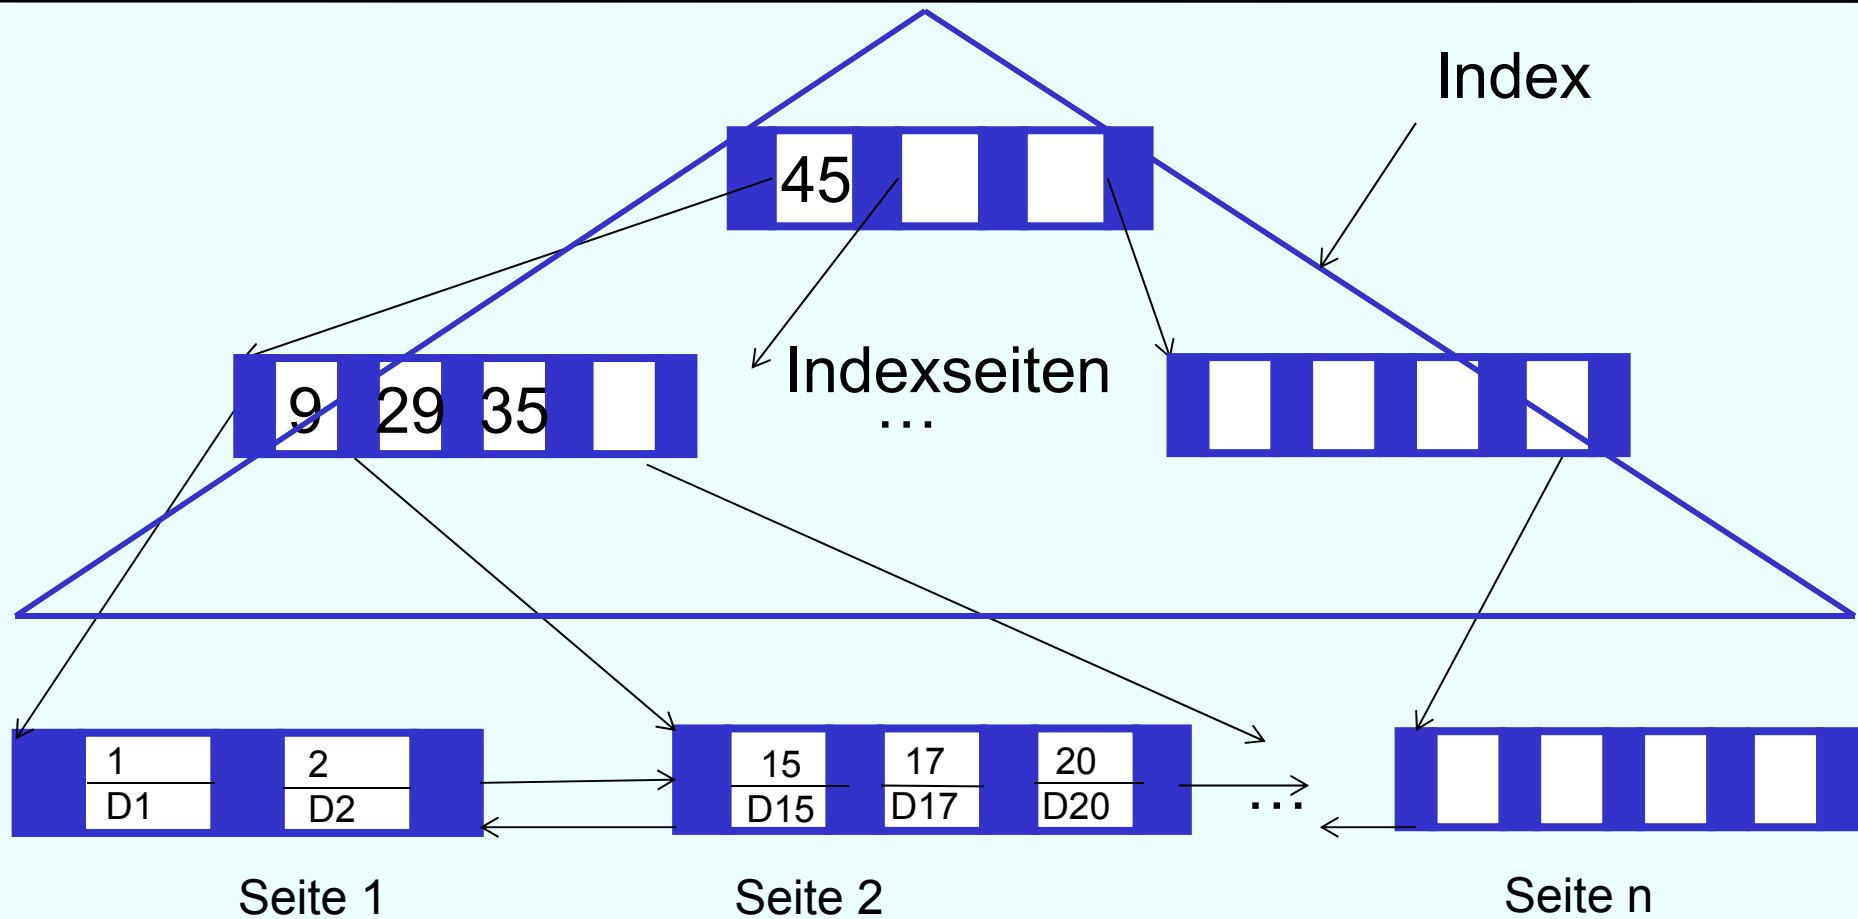 Index
45
Indexseiten
…
9 29 35
1 2 15 17 20
D1 D2 D15 D17 D20
…
Seite 1 Seite 2 Seite n